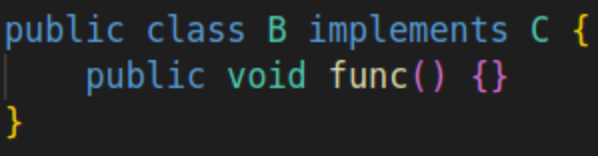 public class B implements C {
    public void func() {}
}